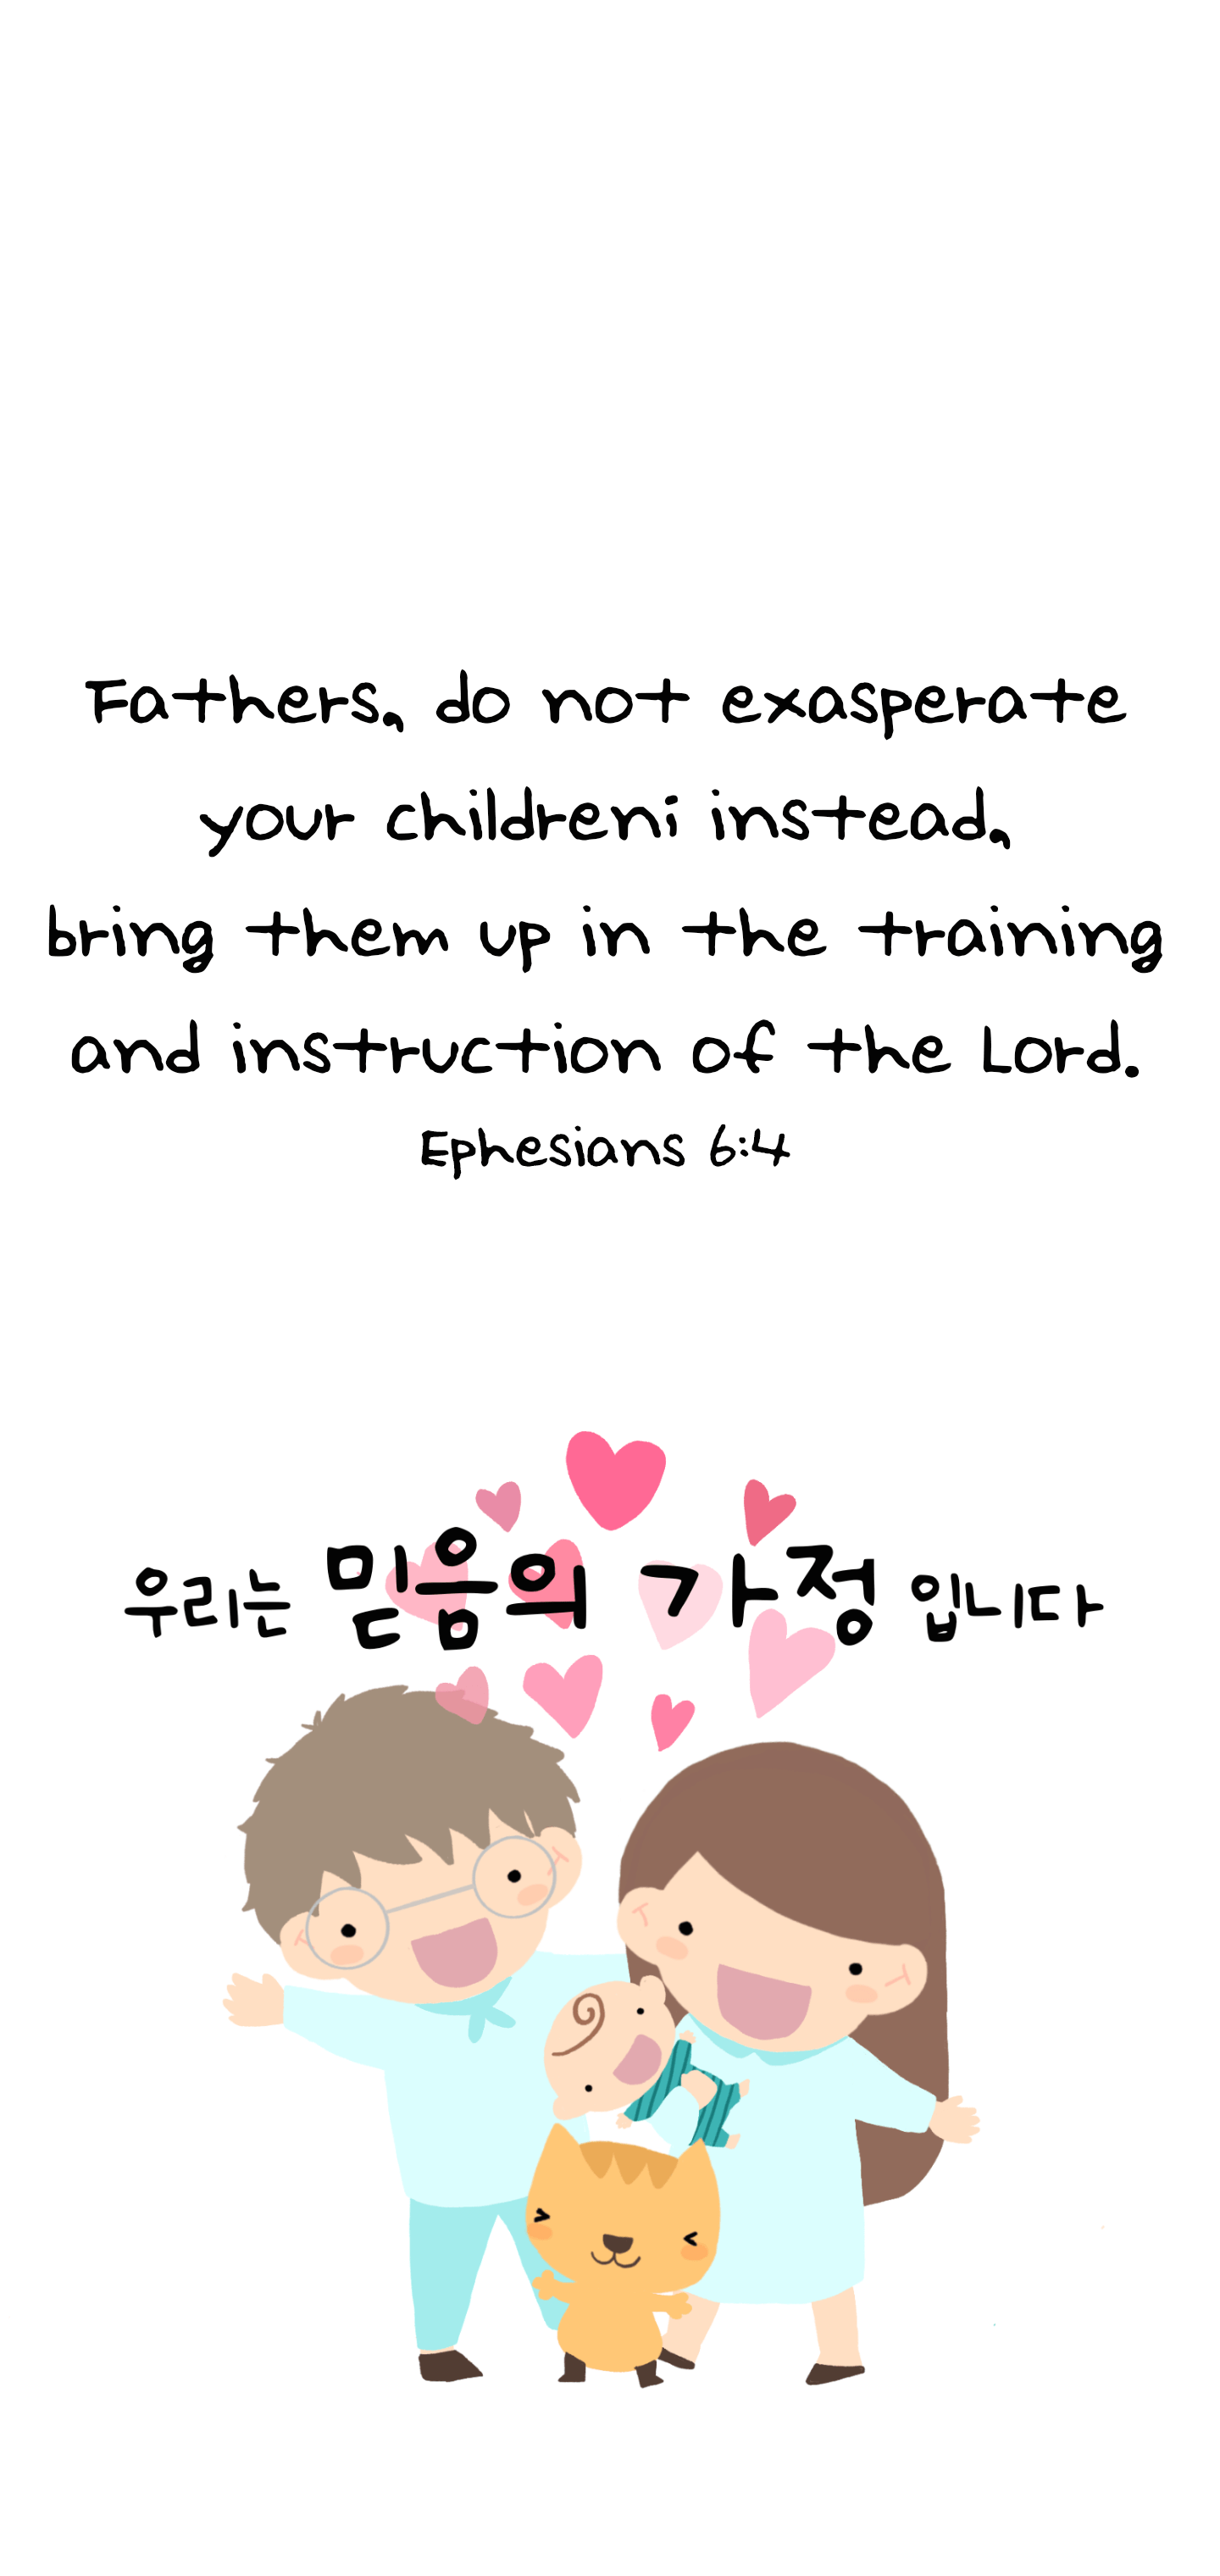 Fathers, do not exasperate
your childreni instead,
bring them up in the training
and instruction of the Lord.
Ephesians 6:4
우리는 믿음의 가정 입니다